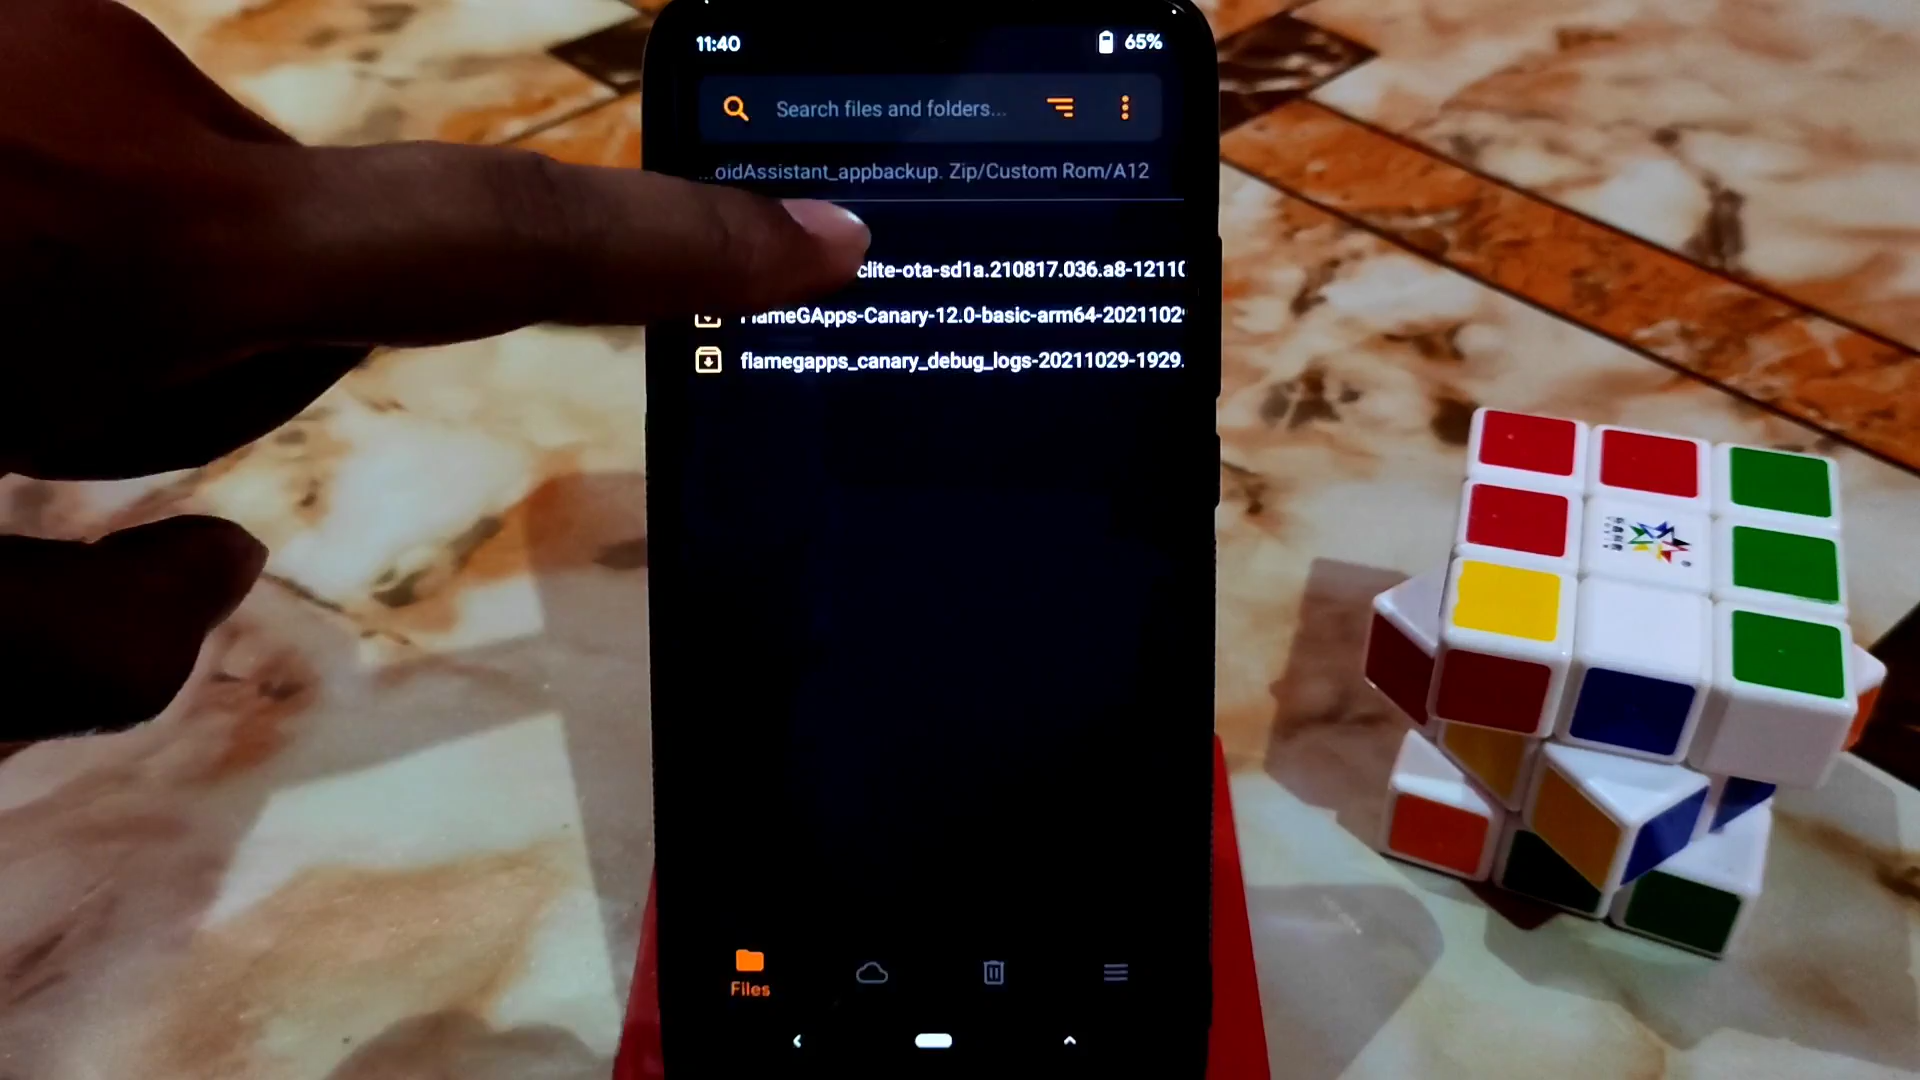 11:40 65%
Search files and folders...
...oidAssistant_appbackup. Zip/Custom Rom/A12
clite-ota-sd1a.210817.036.a8-1211
FlameGApps-Canary-12.0-basic-arm64-2021102
flamegapps_canary_debug_logs-20211029-1929.
Files